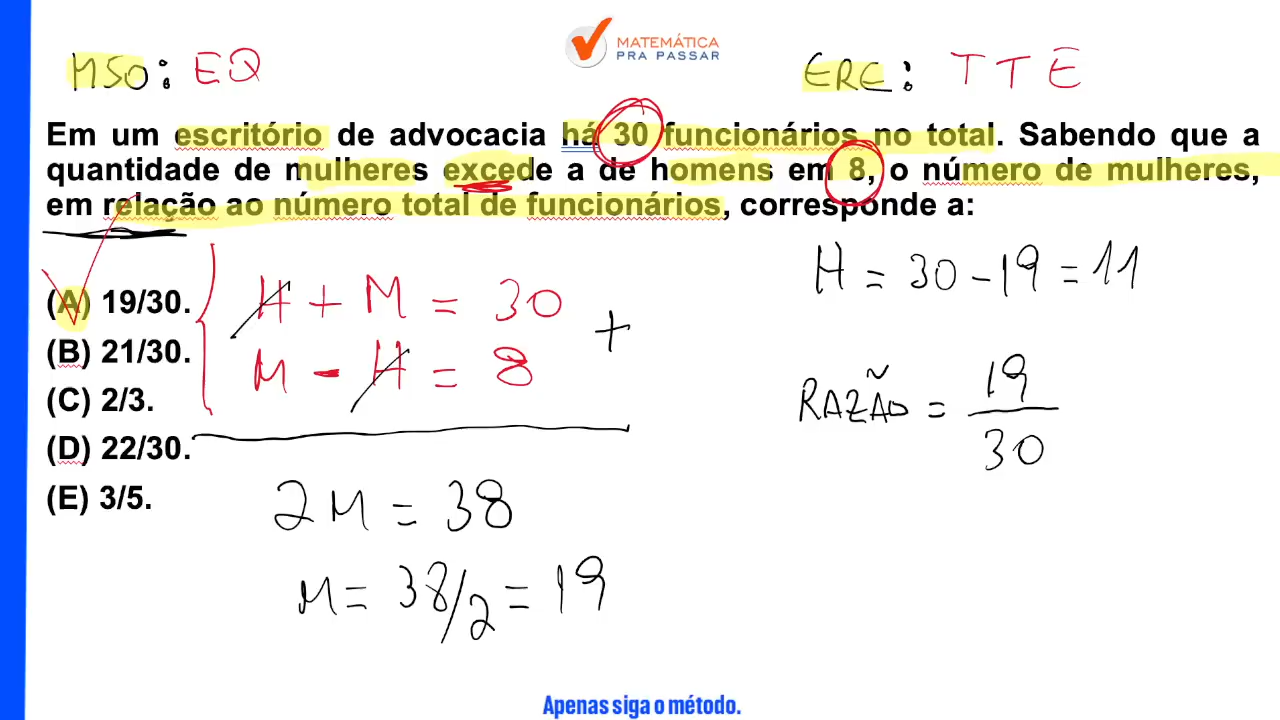 MATEMÁTICA
PRA PASSAR
MSO: EQ
ERE: T T E
Em um escritório de advocacia há 30 funcionários no total. Sabendo que a
quantidade de mulheres excede a de homens em 8, o número de mulheres,
em relação ao número total de funcionários, corresponde a:
(A) 19/30.
(B) 21/30.
(C) 2/3.
(D) 22/30.
(E) 3/5.
H + M = 30
M - H = 8
+
2M = 38
M = 38/2 = 19
H = 30 - 19 = 11
RAZÃO = 19/30
Apenas siga o método.